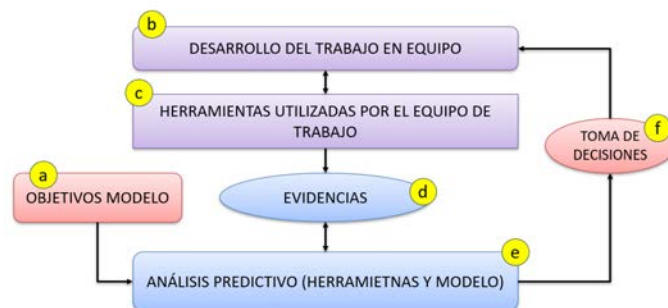 b
DESARROLLO DEL TRABAJO EN EQUIPO
c
HERRAMIENTAS UTILIZADAS POR EL EQUIPO DE
TRABAJO
f
TOMA DE
DECISIONES
a
OBJETIVOS MODELO
d
EVIDENCIAS
e
ANÁLISIS PREDICTIVO (HERRAMIETNAS Y MODELO)